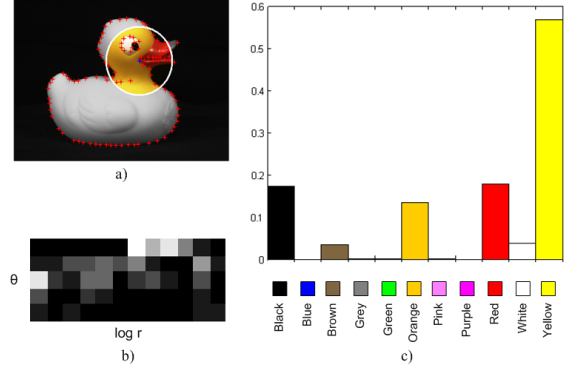 a)
θ
log r
b)
0.6
0.5
0.4
0.3
0.2
0.1
0
Black
Blue
Brown
Grey
Green
Orange
Pink
Purple
Red
White
Yellow
c)